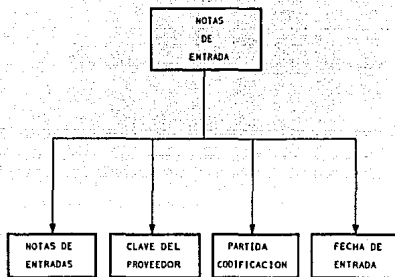 NOTAS
DE
ENTRADA
NOTAS DE
ENTRADAS
CLAVE DEL
PROVEEDOR
PARTIDA
CODIFICACION
FECHA DE
ENTRADA